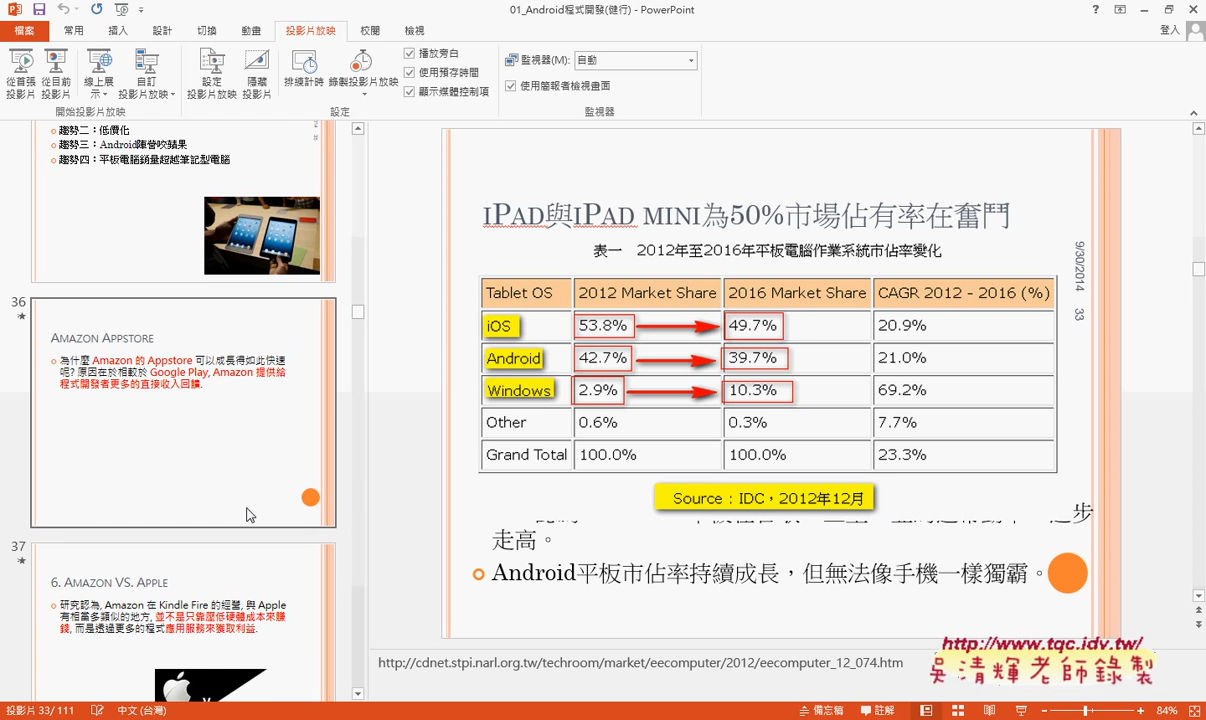 01_Android程式開發(健行) - PowerPoint
登入
檔案 常用 插入 設計 切換 動畫 投影片放映 校閱 檢視
從首張投影片
從目前投影片
線上展示
自訂投影片放映
設定投影片放映
隱藏投影片
排練計時
錄製投影片放映
播放旁白
使用預存時間
顯示媒體控制項
監視器(M): 自動
使用簡報者檢視畫面
開始投影片放映
設定
監視器
趨勢二：低價化
趨勢三：Android陣營咬蘋果
趨勢四：平板電腦銷量超越筆記型電腦
36
AMAZON APPSTORE
為什麼 Amazon 的 Appstore 可以成長得如此快速
呢? 原因在於相較於 Google Play, Amazon 提供給
程式開發者更多的直接收入回饋.
37
6. AMAZON VS. APPLE
研究認為, Amazon 在 Kindle Fire 的經營, 與 Apple
有相當多類似的地方, 並不是只靠壓低硬體成本來賺
錢, 而是透過更多的程式應用服務來獲取利益.
IPAD與IPAD MINI為50%市場佔有率在奮鬥
表一 2012年至2016年平板電腦作業系統市佔率變化
Tablet OS 2012 Market Share 2016 Market Share CAGR 2012 - 2016 (%)
iOS 53.8% 49.7% 20.9%
Android 42.7% 39.7% 21.0%
Windows 2.9% 10.3% 69.2%
Other 0.6% 0.3% 7.7%
Grand Total 100.0% 100.0% 23.3%
Source：IDC，2012年12月
走高。
Android平板市佔率持續成長，但無法像手機一樣獨霸。
9/30/2014 33
http://cdnet.stpi.narl.org.tw/techroom/market/eecomputer/2012/eecomputer_12_074.htm
http://www.tqc.idv.tw/
吳清輝老師錄製
投影片 33/ 111 中文 (台灣) 備忘稿 註解 84%